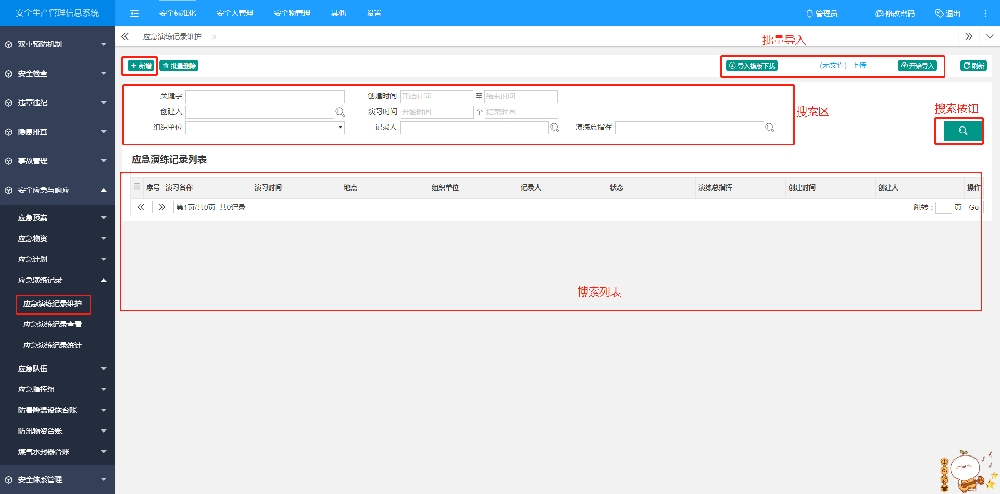 安全生产管理信息系统
安全标准化 安全人管理 安全物管理 其他 设置
管理员 修改密码 退出
双重预防机制
安全检查
违章违纪
隐患排查
事故管理
安全应急与响应
应急预案
应急物资
应急计划
应急演练记录
应急演练记录维护
应急演练记录查看
应急演练记录统计
应急队伍
应急指挥组
防暑降温设施台账
防汛物资台账
煤气水封器台账
安全体系管理
应急演练记录维护
批量导入
新增 批量删除
导入模版下载 (无文件) 上传 开始导入 刷新
关键字 创建时间 开始时间 至 结束时间
创建人 演习时间 开始时间 至 结束时间
组织单位 记录人 演练总指挥
搜索区
搜索按钮
应急演练记录列表
序号 演习名称 演习时间 地点 组织单位 记录人 状态 演练总指挥 创建时间 创建人 操作
第1页/共0页 共0记录
跳转： 页 Go
搜索列表
中
简